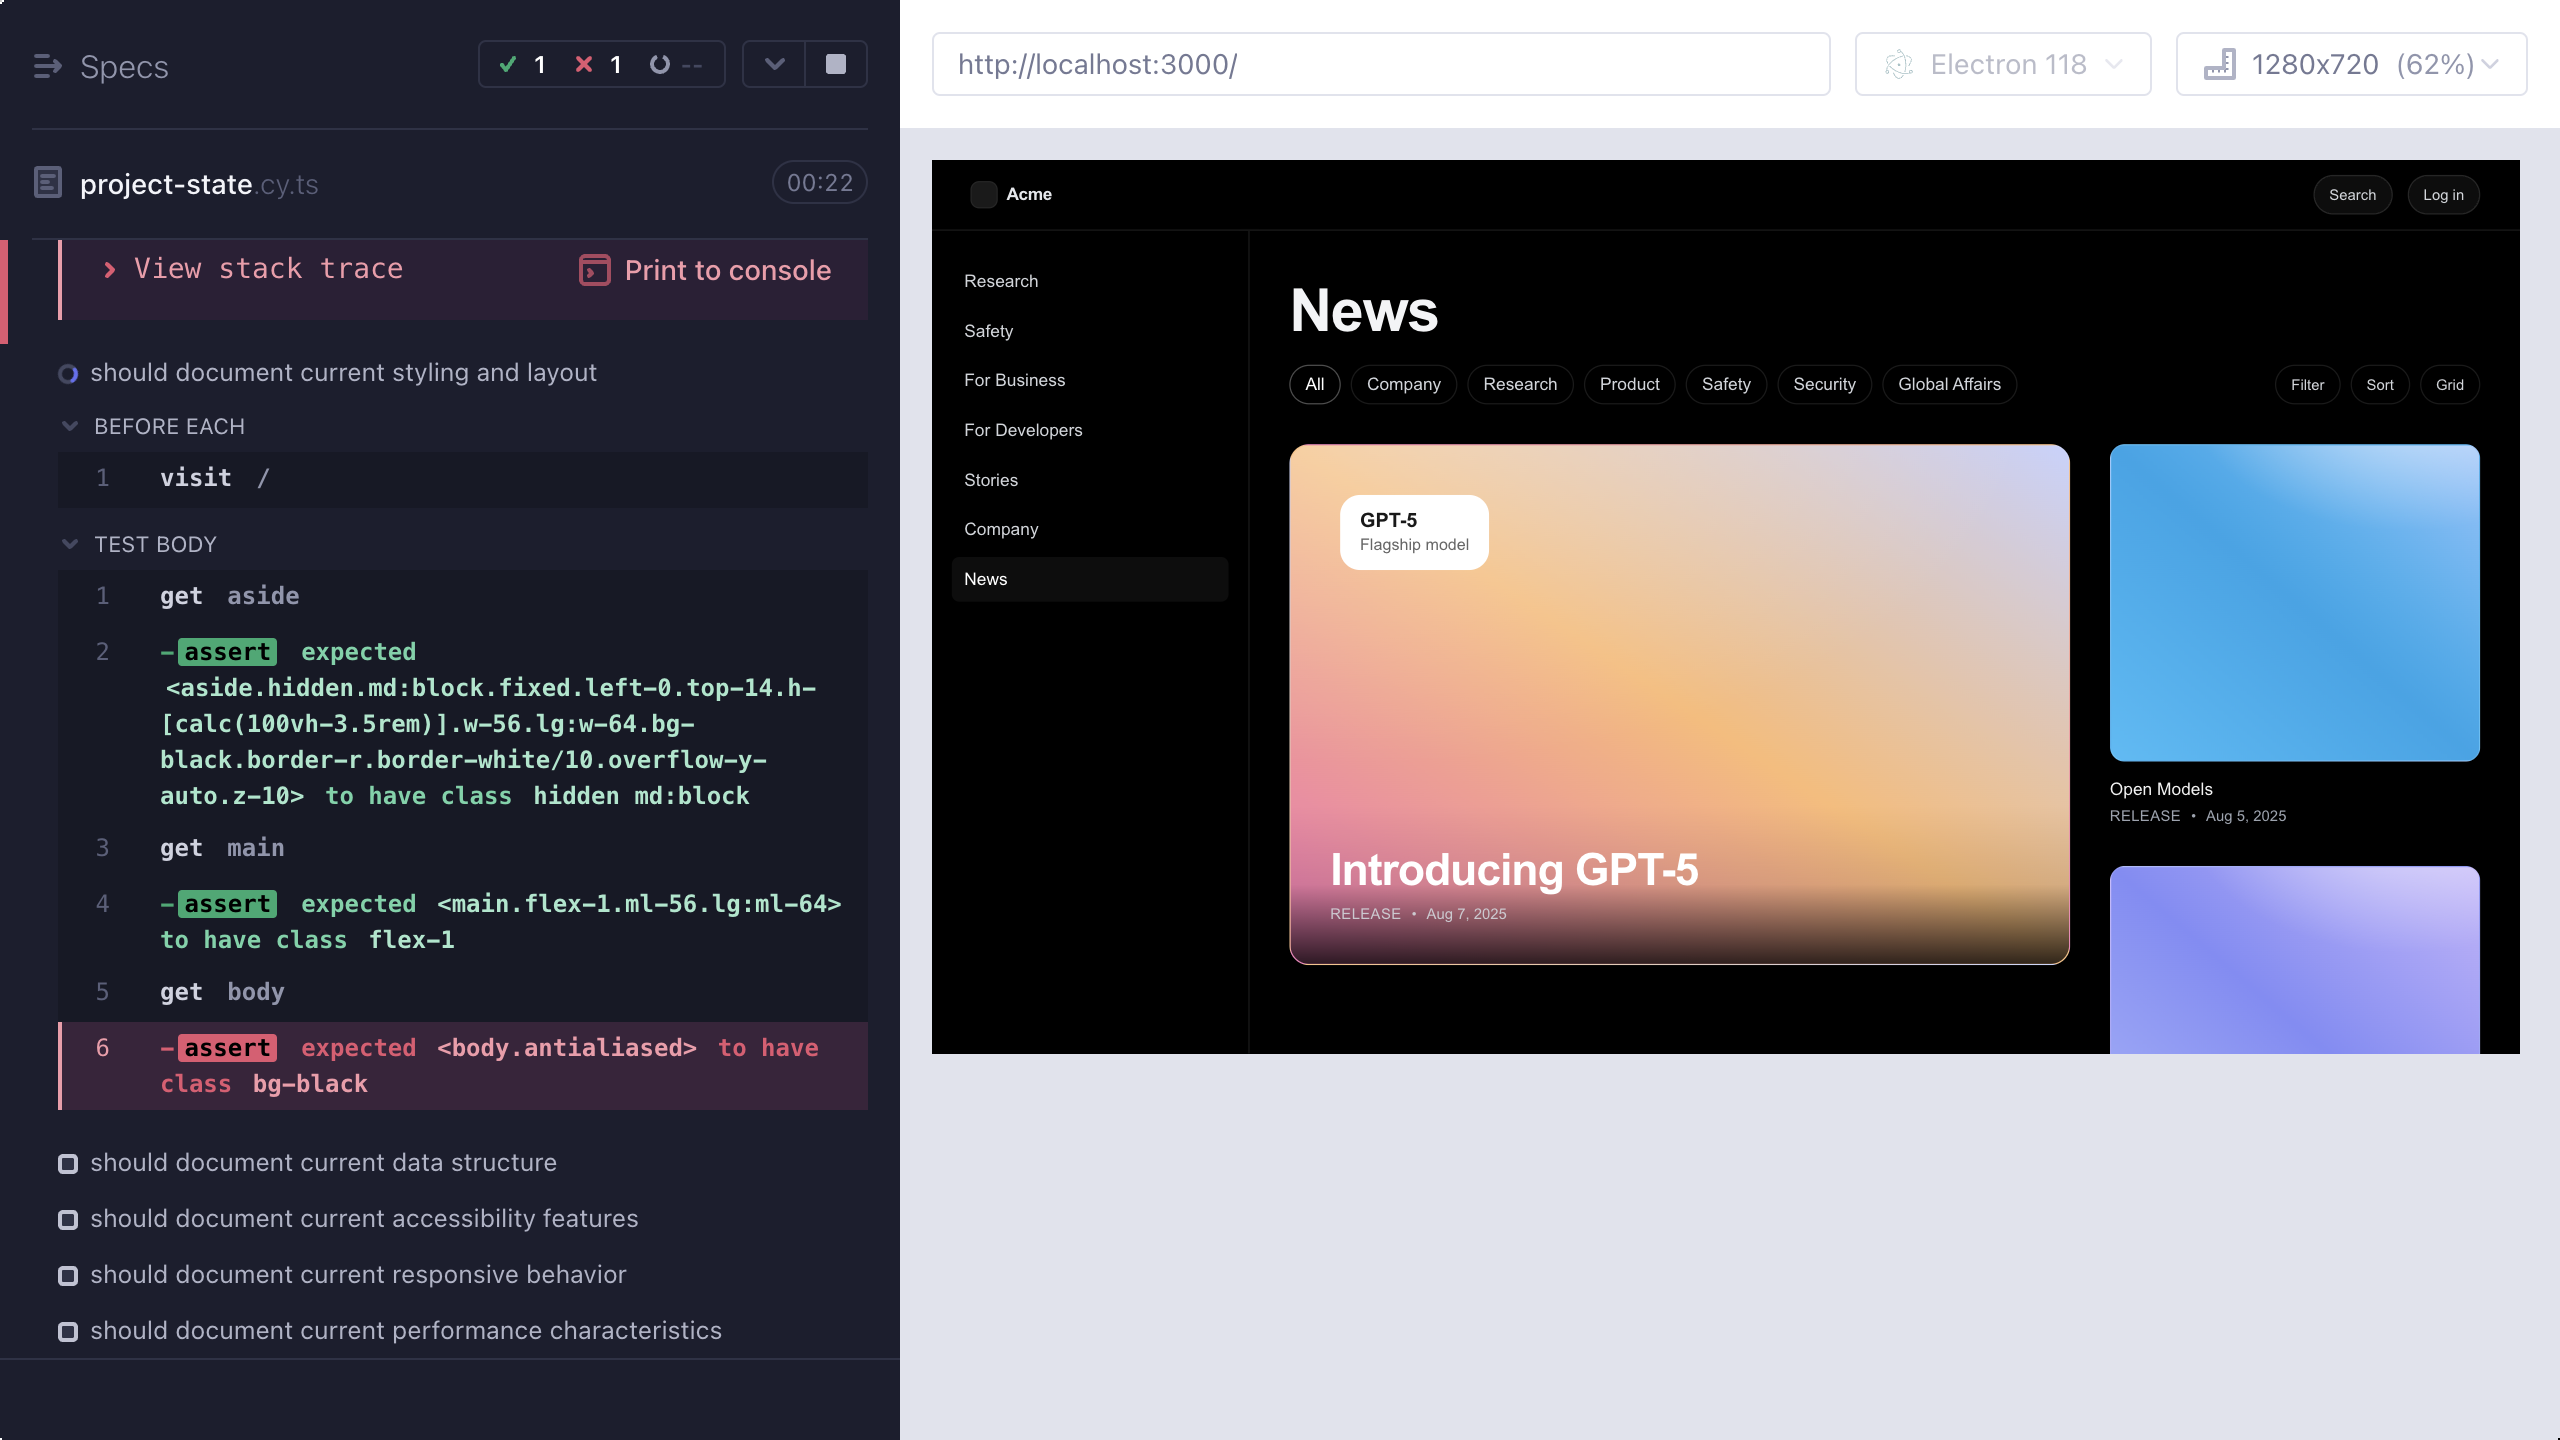 Specs
1
1
--
project-state.cy.ts
00:22
View stack trace
Print to console
should document current styling and layout
BEFORE EACH
1 visit /
TEST BODY
1 get aside
2 -assert expected
<aside.hidden.md:block.fixed.left-0.top-14.h-
[calc(100vh-3.5rem)].w-56.lg:w-64.bg-
black.border-r.border-white/10.overflow-y-
auto.z-10> to have class hidden md:block
3 get main
4 -assert expected <main.flex-1.ml-56.lg:ml-64>
to have class flex-1
5 get body
6 -assert expected <body.antialiased> to have
class bg-black
should document current data structure
should document current accessibility features
should document current responsive behavior
should document current performance characteristics
http://localhost:3000/
Electron 118
1280x720 (62%)
Acme
Search
Log in
Research
Safety
For Business
For Developers
Stories
Company
News
News
All
Company
Research
Product
Safety
Security
Global Affairs
Filter
Sort
Grid
GPT-5
Flagship model
Introducing GPT-5
RELEASE • Aug 7, 2025
Open Models
RELEASE • Aug 5, 2025